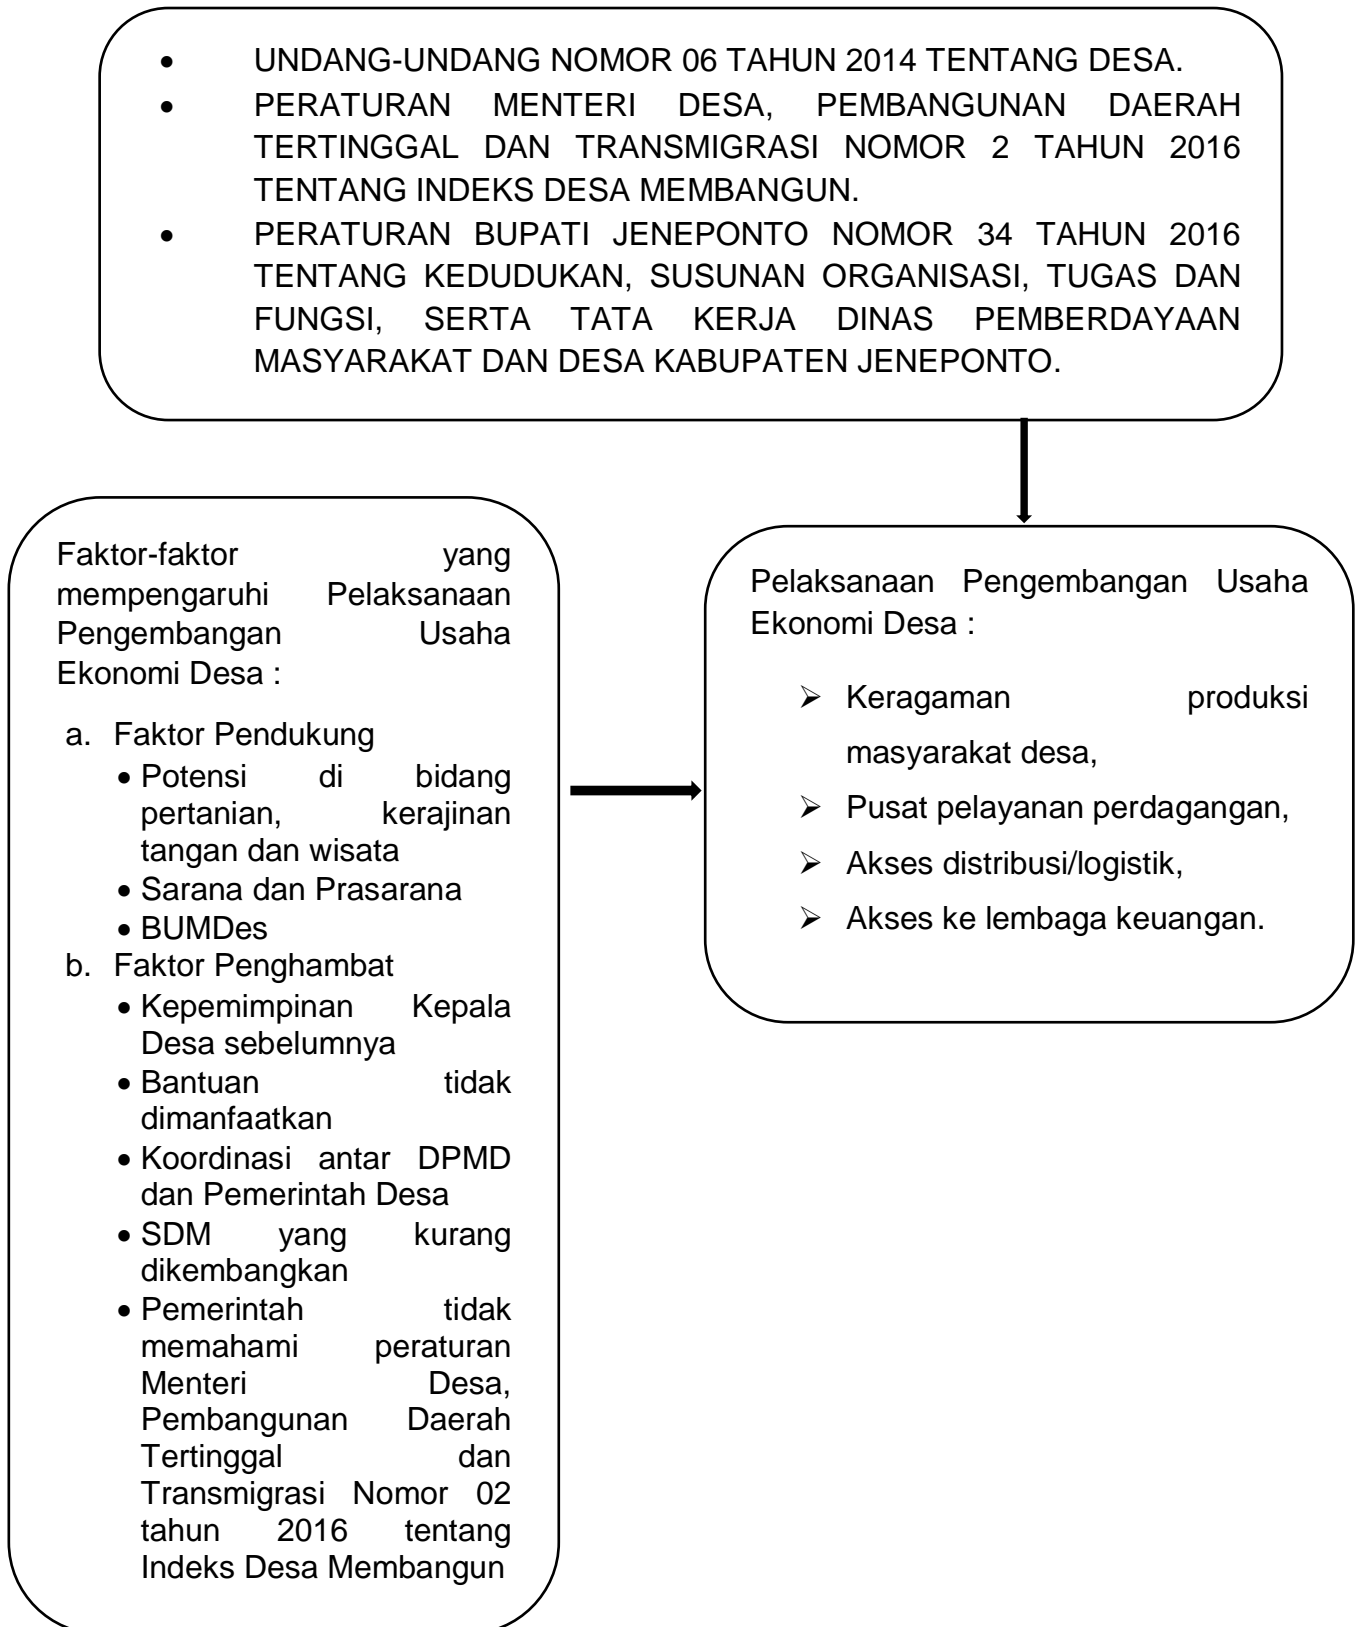 • UNDANG-UNDANG NOMOR 06 TAHUN 2014 TENTANG DESA.
• PERATURAN MENTERI DESA, PEMBANGUNAN DAERAH
TERTINGGAL DAN TRANSMIGRASI NOMOR 2 TAHUN 2016
TENTANG INDEKS DESA MEMBANGUN.
• PERATURAN BUPATI JENEPONTO NOMOR 34 TAHUN 2016
TENTANG KEDUDUKAN, SUSUNAN ORGANISASI, TUGAS DAN
FUNGSI, SERTA TATA KERJA DINAS PEMBERDAYAAN
MASYARAKAT DAN DESA KABUPATEN JENEPONTO.
Faktor-faktor yang
mempengaruhi Pelaksanaan
Pengembangan Usaha
Ekonomi Desa :
a. Faktor Pendukung
• Potensi di bidang
pertanian, kerajinan
tangan dan wisata
• Sarana dan Prasarana
• BUMDes
b. Faktor Penghambat
• Kepemimpinan Kepala
Desa sebelumnya
• Bantuan tidak
dimanfaatkan
• Koordinasi antar DPMD
dan Pemerintah Desa
• SDM yang kurang
dikembangkan
• Pemerintah tidak
memahami peraturan
Menteri Desa,
Pembangunan Daerah
Tertinggal dan
Transmigrasi Nomor 02
tahun 2016 tentang
Indeks Desa Membangun
Pelaksanaan Pengembangan Usaha
Ekonomi Desa :
➢ Keragaman produksi
masyarakat desa,
➢ Pusat pelayanan perdagangan,
➢ Akses distribusi/logistik,
➢ Akses ke lembaga keuangan.